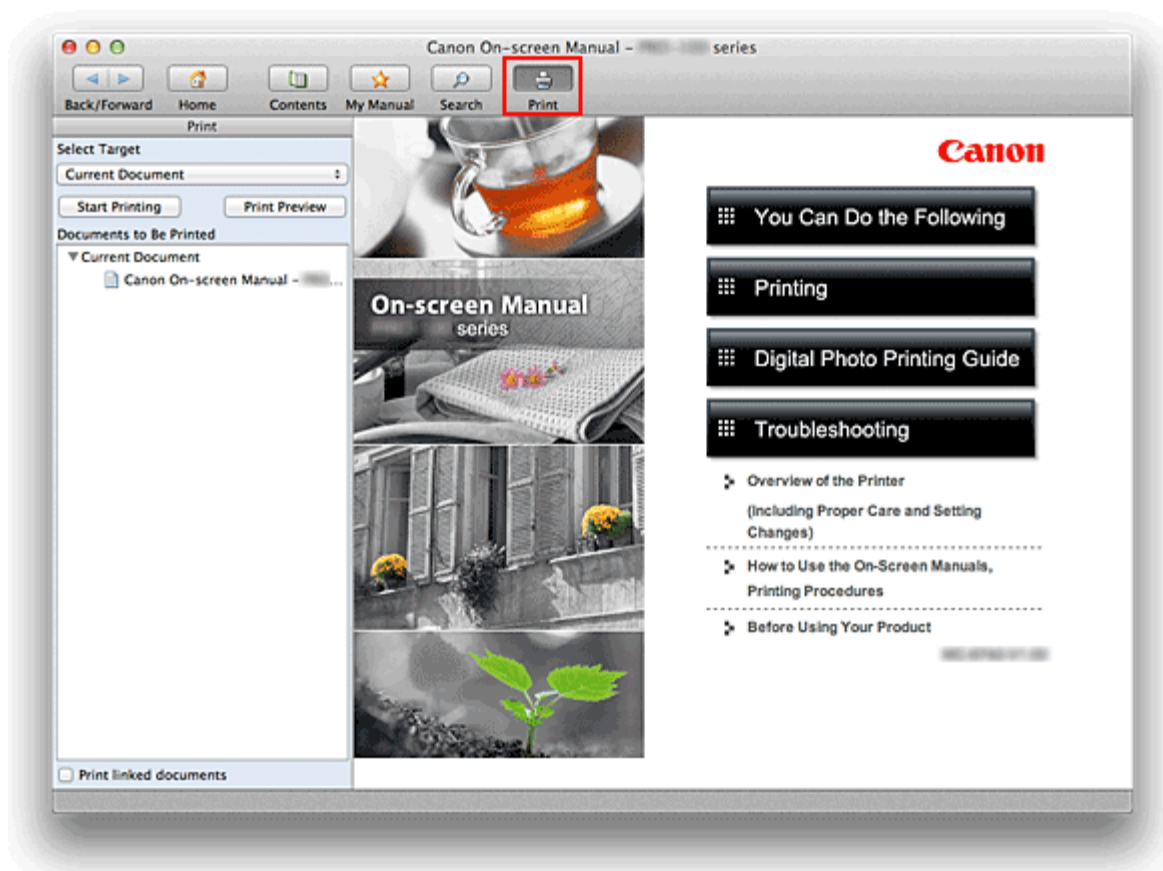 Canon On-screen Manual - series
Back/Forward Home Contents My Manual Search Print
Print
Select Target
Current Document
Start Printing Print Preview
Documents to Be Printed
Current Document
Canon On-screen Manual - ...
Print linked documents
On-screen Manual
series
Canon
You Can Do the Following
Printing
Digital Photo Printing Guide
Troubleshooting
Overview of the Printer
(Including Proper Care and Setting
Changes)
How to Use the On-Screen Manuals,
Printing Procedures
Before Using Your Product